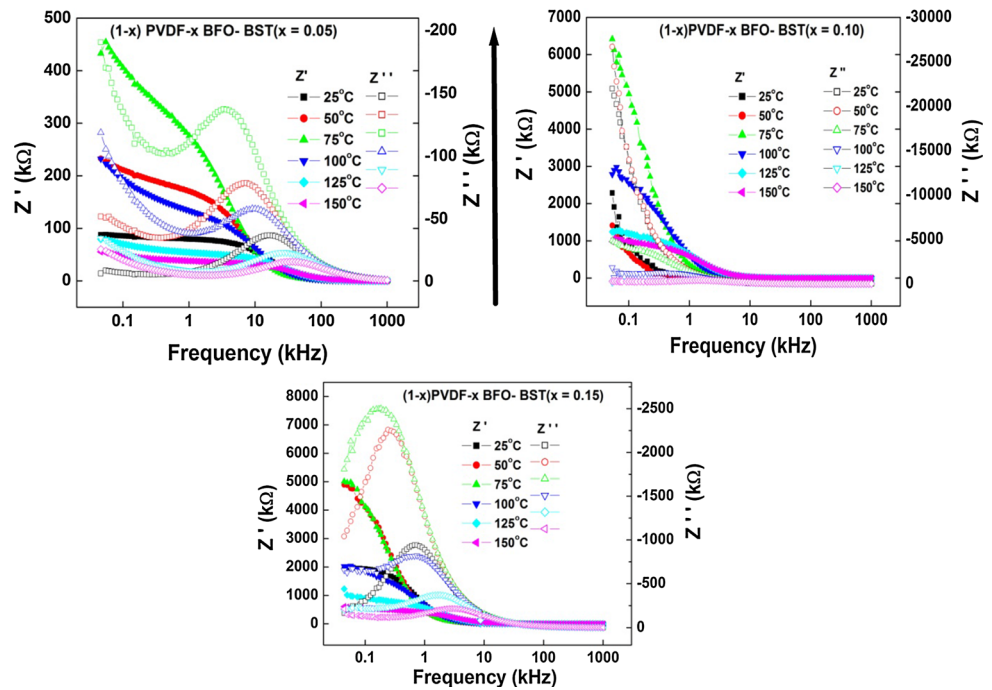 (1-x) PVDF-x BFO- BST(x = 0.05)
Z' Z''
25°C
50°C
75°C
100°C
125°C
150°C
500
400
300
200
100
0
-200
-150
-100
-50
0
Z' (kΩ)
Z'' (kΩ)
0.1 1 10 100 1000
Frequency (kHz)
(1-x)PVDF-x BFO- BST(x = 0.10)
Z' Z"
25°C 25°C
50°C 50°C
75°C 75°C
100°C 100°C
125°C 125°C
150°C 150°C
7000
6000
5000
4000
3000
2000
1000
0
-30000
-25000
-20000
-15000
-10000
-5000
0
Z' (kΩ)
Z'' (kΩ)
0.1 1 10 100 1000
Frequency (kHz)
(1-x)PVDF-x BFO- BST(x = 0.15)
Z' Z''
25°C
50°C
75°C
100°C
125°C
150°C
8000
7000
6000
5000
4000
3000
2000
1000
0
-2500
-2000
-1500
-1000
-500
0
Z' (kΩ)
Z'' (kΩ)
0.1 1 10 100 1000
Frequency (kHz)